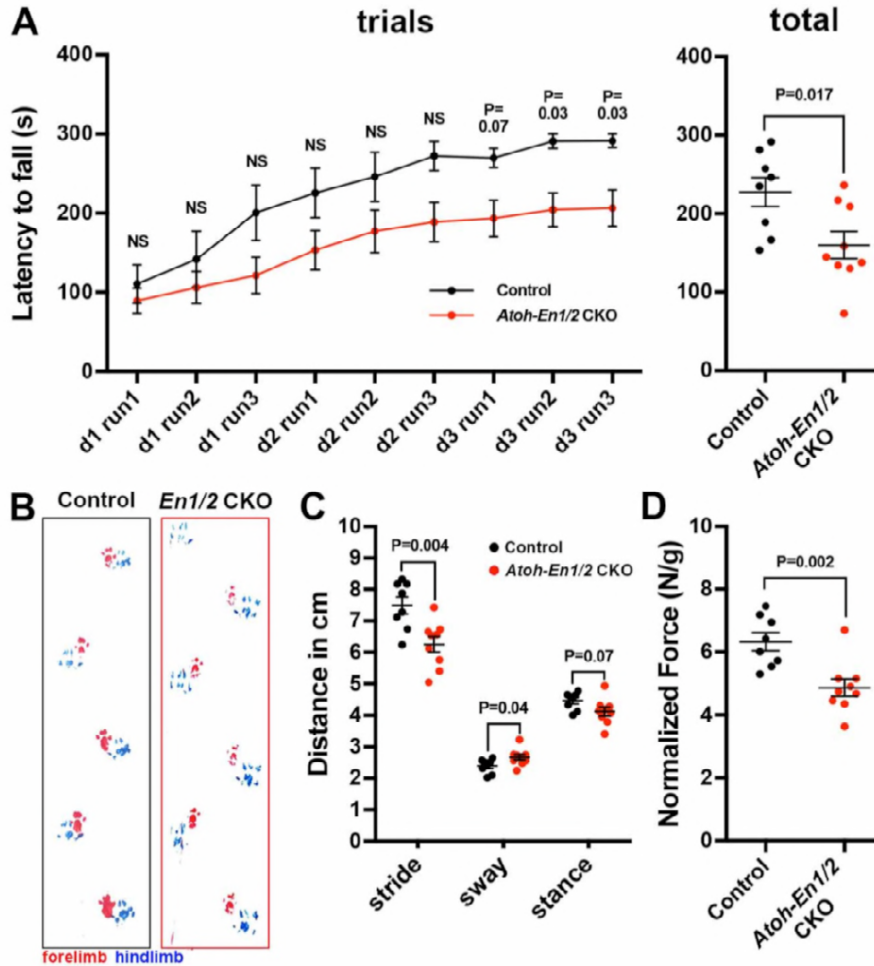 A
trials
total
Latency to fall (s)
400
300
200
100
0
NS
NS
NS
NS
NS
NS
P=
0.07
P=
0.03
P=
0.03
Control
Atoh-En1/2 CKO
d1 run1
d1 run2
d1 run3
d2 run1
d2 run2
d2 run3
d3 run1
d3 run2
d3 run3
400
300
200
100
0
P=0.017
Control
Atoh-En1/2
CKO
B
Control
En1/2 CKO
forelimb hindlimb
C
Distance in cm
10
9
8
7
6
5
4
3
2
1
0
Control
Atoh-En1/2 CKO
P=0.004
P=0.04
P=0.07
stride
sway
stance
D
Normalized Force (N/g)
10
8
6
4
2
0
P=0.002
Control
Atoh-En1/2
CKO